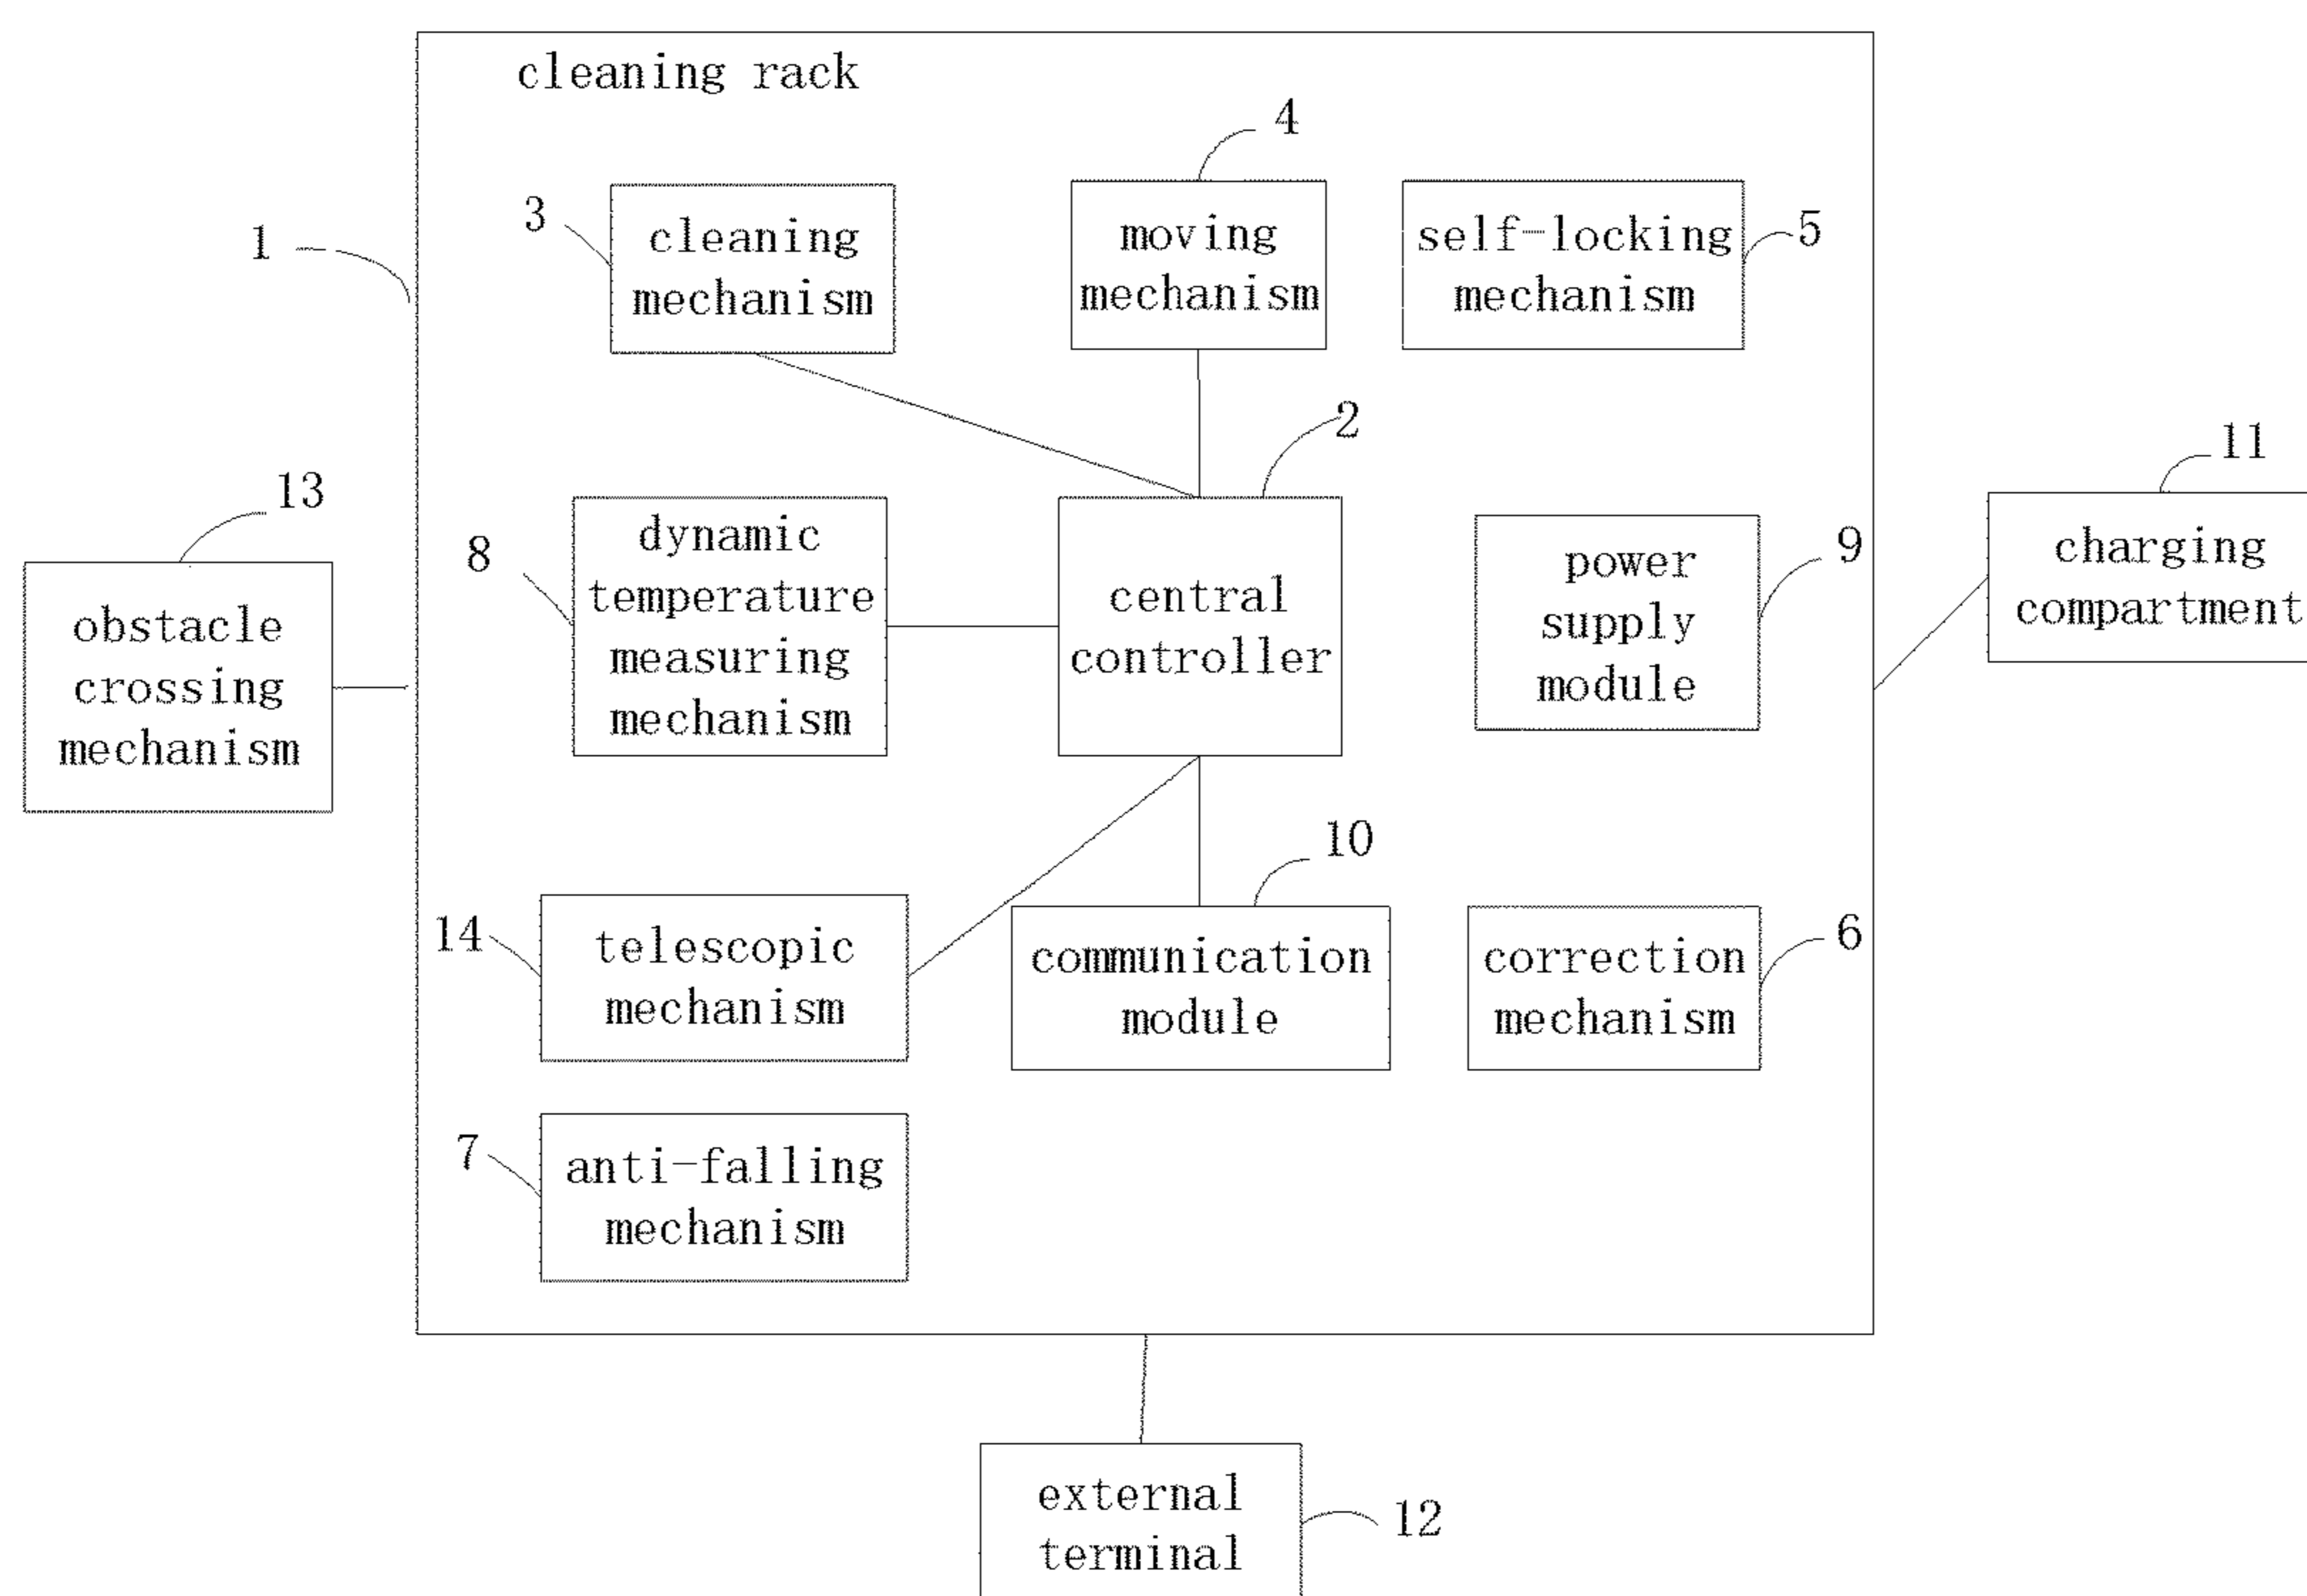 cleaning rack
4
3
cleaning
mechanism
moving
mechanism
self-locking
mechanism
5
1
2
11
charging
compartment
13
obstacle
crossing
mechanism
8
dynamic
temperature
measuring
mechanism
central
controller
power
supply
module
9
10
14
telescopic
mechanism
communication
module
correction
mechanism
6
7
anti-falling
mechanism
external
terminal
12